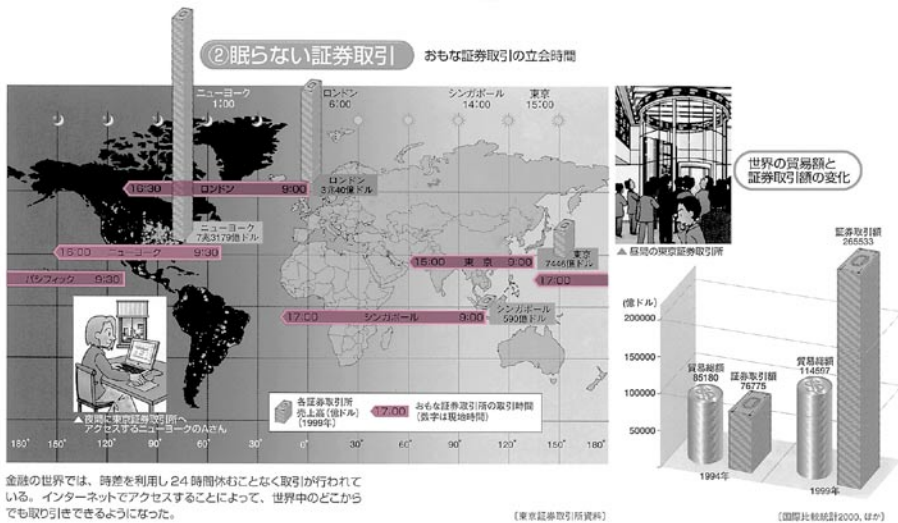 ②眠らない証券取引
おもな証券取引の立会時間
ニューヨーク
1:00
ロンドン
6:00
シンガポール
14:00
東京
15:00
16:30 ロンドン 9:00
ロンドン
3兆40億ドル
ニューヨーク
7兆3179億ドル
16:00 ニューヨーク 9:30
パシフィック 9:30
15:00 東京 9:00
東京
7446億ドル
17:00
17:00 シンガポール 9:00
シンガポール
590億ドル
▲夜間に東京証券取引所へ
アクセスするニューヨークのAさん
各証券取引所
売上高(億ドル)
(1999年)
17:00
おもな証券取引所の取引時間
(数字は現地時間)
180° 150° 120° 90° 60° 30° 0° 30° 60° 90° 120° 150° 180°
▲昼間の東京証券取引所
世界の貿易額と
証券取引額の変化
(億ドル)
200000
150000
100000
50000
貿易総額
85180
証券取引額
76775
1994年
貿易総額
114597
証券取引額
265533
1999年
金融の世界では、時差を利用し24時間休むことなく取引が行われて
いる。インターネットでアクセスすることによって、世界中のどこから
でも取り引きできるようになった。
〔東京証券取引所資料〕
〔国際比較統計2000, ほか〕